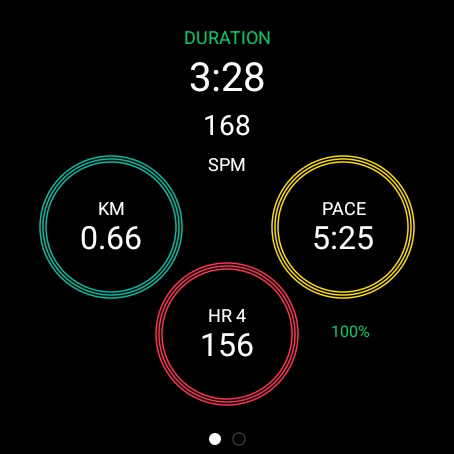 DURATION
3:28
168
SPM
KM
0.66
PACE
5:25
HR 4
156
100%